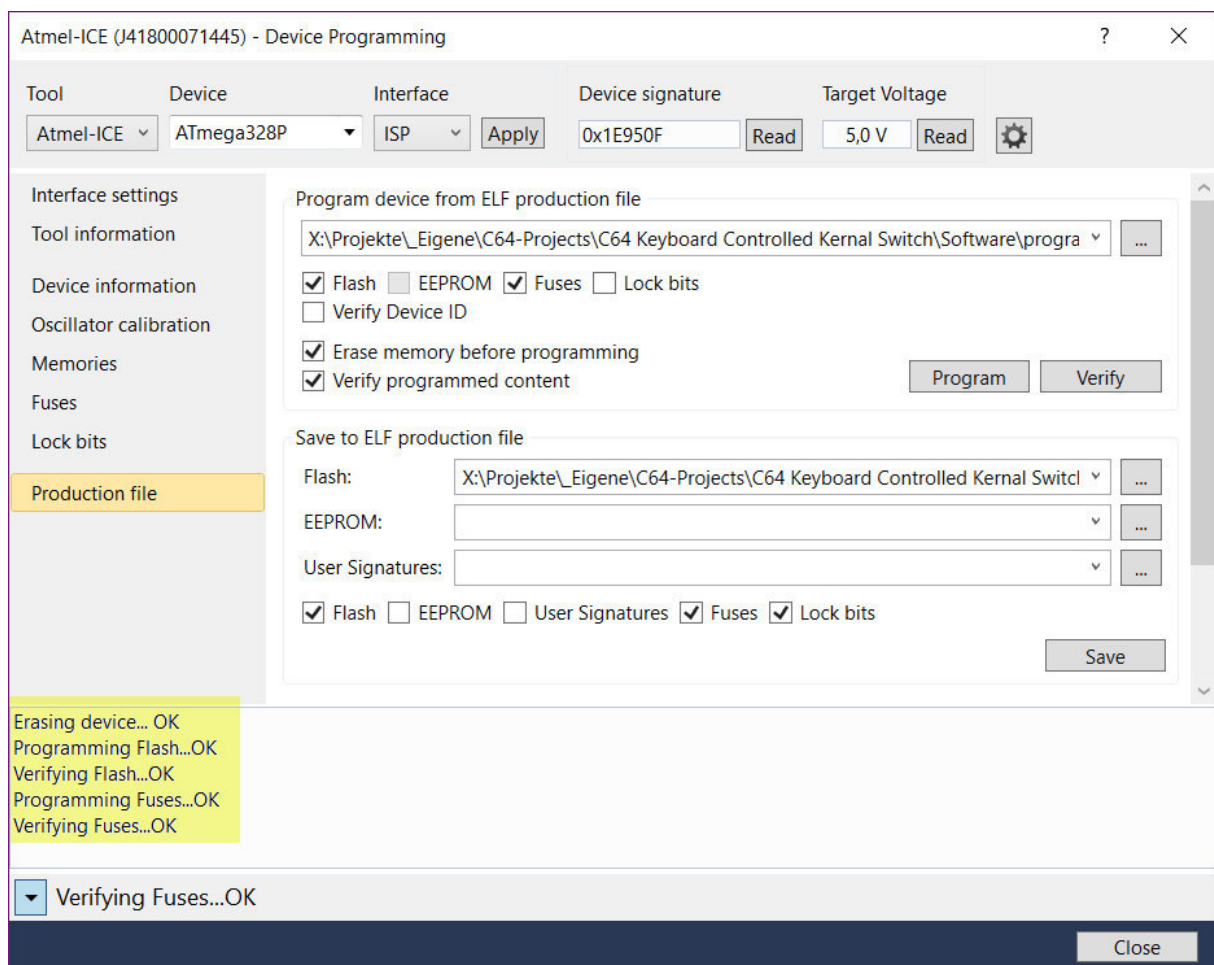 Atmel-ICE (J41800071445) - Device Programming ?
Tool Device Interface Device signature Target Voltage
Atmel-ICE ATmega328P ISP Apply 0x1E950F Read 5,0 V Read
Interface settings
Tool information
Device information
Oscillator calibration
Memories
Fuses
Lock bits
Production file
Program device from ELF production file
X:\Projekte\_Eigene\C64-Projects\C64 Keyboard Controlled Kernal Switch\Software\progra ...
Flash EEPROM Fuses Lock bits
Verify Device ID
Erase memory before programming
Verify programmed content
Program Verify
Save to ELF production file
Flash: X:\Projekte\_Eigene\C64-Projects\C64 Keyboard Controlled Kernal Switcl ...
EEPROM: ...
User Signatures: ...
Flash EEPROM User Signatures Fuses Lock bits
Save
Erasing device... OK
Programming Flash...OK
Verifying Flash...OK
Programming Fuses...OK
Verifying Fuses...OK
Verifying Fuses...OK
Close